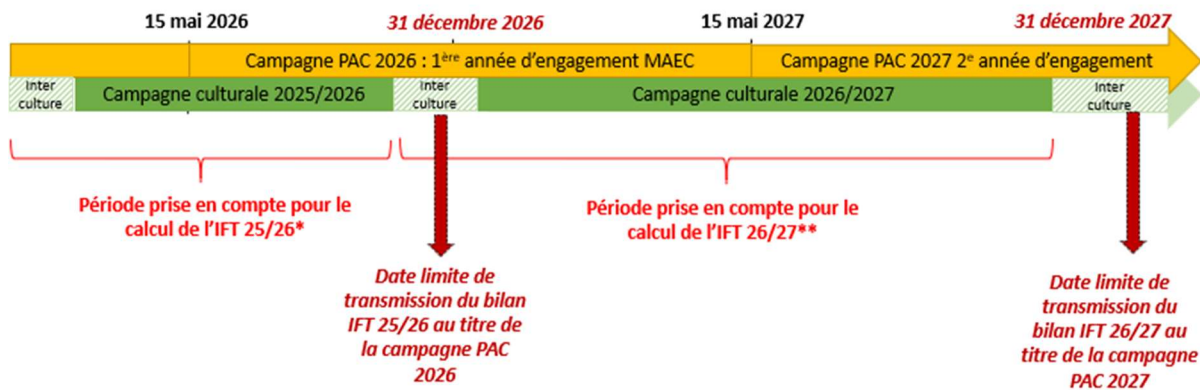 15 mai 2026
31 décembre 2026
15 mai 2027
31 décembre 2027
Campagne PAC 2026 : 1ère année d’engagement MAEC
Campagne PAC 2027 2e année d’engagement
Inter
culture
Campagne culturale 2025/2026
Inter
culture
Campagne culturale 2026/2027
Inter
culture
Période prise en compte pour le
calcul de l’IFT 25/26*
Période prise en compte pour le
calcul de l’IFT 26/27**
Date limite de
transmission du bilan
IFT 25/26 au titre de
la campagne PAC
2026
Date limite de
transmission du
bilan IFT 26/27 au
titre de la campagne
PAC 2027